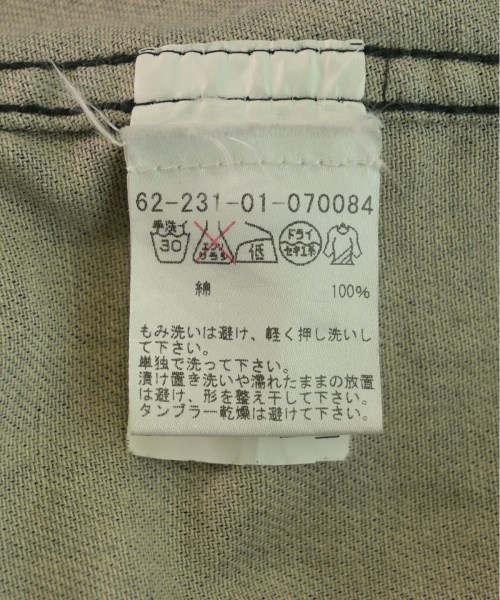 62-231-01-070084
手洗イ 30 エンソ サラシ 低 ドライ セキユ系
綿 100%
もみ洗いは避け、軽く押し洗いし
て下さい。
単独で洗って下さい。
漬け置き洗いや濡れたままの放置
は避け、形を整え干して下さい。
タンブラー乾燥は避けて下さい。